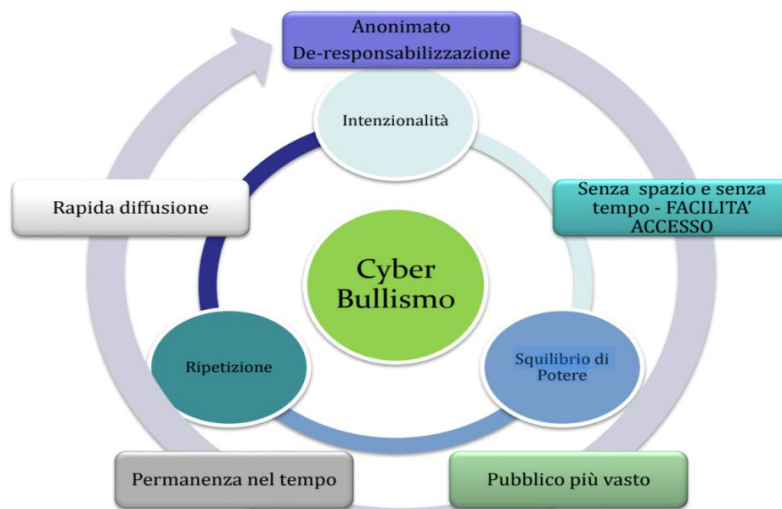 Anonimato
De-responsabilizzazione
Intenzionalità
Rapida diffusione
Senza spazio e senza
tempo - FACILITA’
ACCESSO
Cyber
Bullismo
Ripetizione
Squilibrio di
Potere
Permanenza nel tempo
Pubblico più vasto